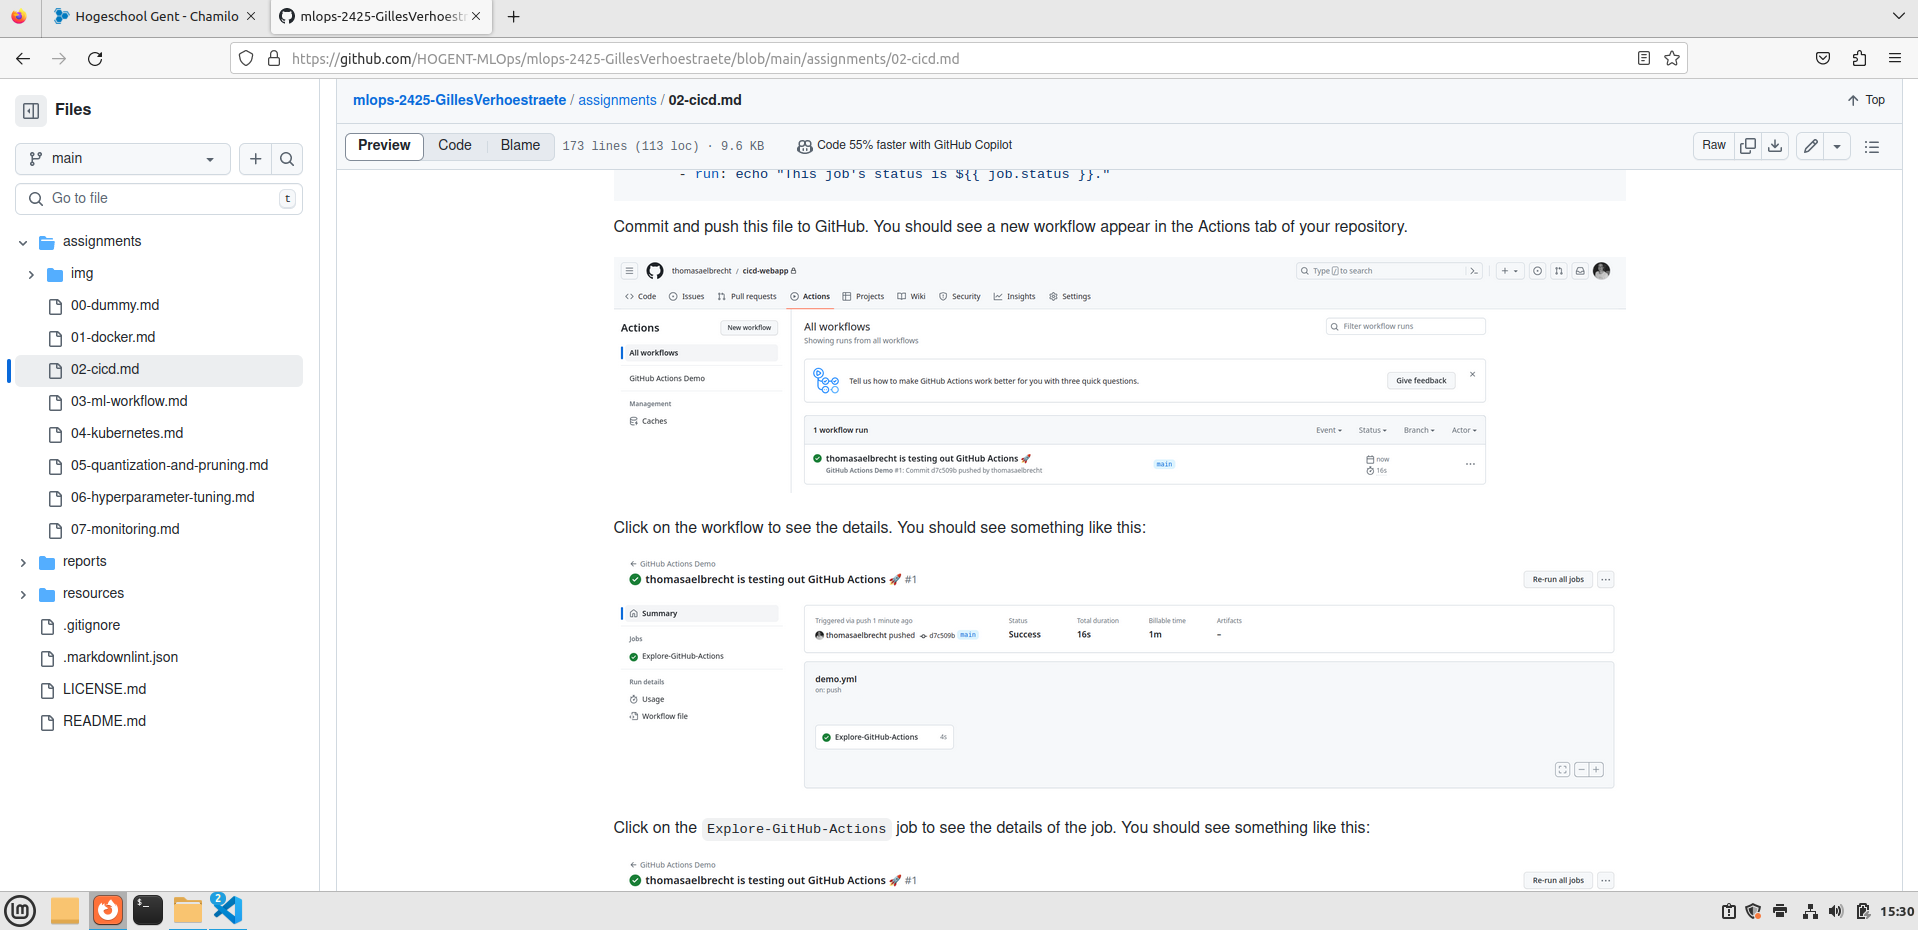 Hogeschool Gent - Chamilo
mlops-2425-GillesVerhoestr
https://github.com/HOGENT-MLOps/mlops-2425-GillesVerhoestraete/blob/main/assignments/02-cicd.md
Files
main
Go to file
t
assignments
img
00-dummy.md
01-docker.md
02-cicd.md
03-ml-workflow.md
04-kubernetes.md
05-quantization-and-pruning.md
06-hyperparameter-tuning.md
07-monitoring.md
reports
resources
.gitignore
.markdownlint.json
LICENSE.md
README.md
mlops-2425-GillesVerhoestraete / assignments / 02-cicd.md
Top
Preview Code Blame 173 lines (113 loc) · 9.6 KB Code 55% faster with GitHub Copilot
Raw
- run: echo "This job's status is ${{ job.status }}."
Commit and push this file to GitHub. You should see a new workflow appear in the Actions tab of your repository.
thomasaelbrecht / cicd-webapp
Type / to search
Code Issues Pull requests Actions Projects Wiki Security Insights Settings
Actions
New workflow
All workflows
GitHub Actions Demo
Management
Caches
All workflows
Showing runs from all workflows
Filter workflow runs
Tell us how to make GitHub Actions work better for you with three quick questions.
Give feedback
1 workflow run
Event Status Branch Actor
thomasaelbrecht is testing out GitHub Actions 🚀
GitHub Actions Demo #1: Commit d7c509b pushed by thomasaelbrecht
main
now
16s
Click on the workflow to see the details. You should see something like this:
← GitHub Actions Demo
thomasaelbrecht is testing out GitHub Actions 🚀 #1
Re-run all jobs
Summary
Jobs
Explore-GitHub-Actions
Run details
Usage
Workflow file
Triggered via push 1 minute ago
thomasaelbrecht pushed d7c509b main
Status
Success
Total duration
16s
Billable time
1m
Artifacts
–
demo.yml
on: push
Explore-GitHub-Actions 4s
Click on the Explore-GitHub-Actions job to see the details of the job. You should see something like this:
← GitHub Actions Demo
thomasaelbrecht is testing out GitHub Actions 🚀 #1
Re-run all jobs
2
15:30